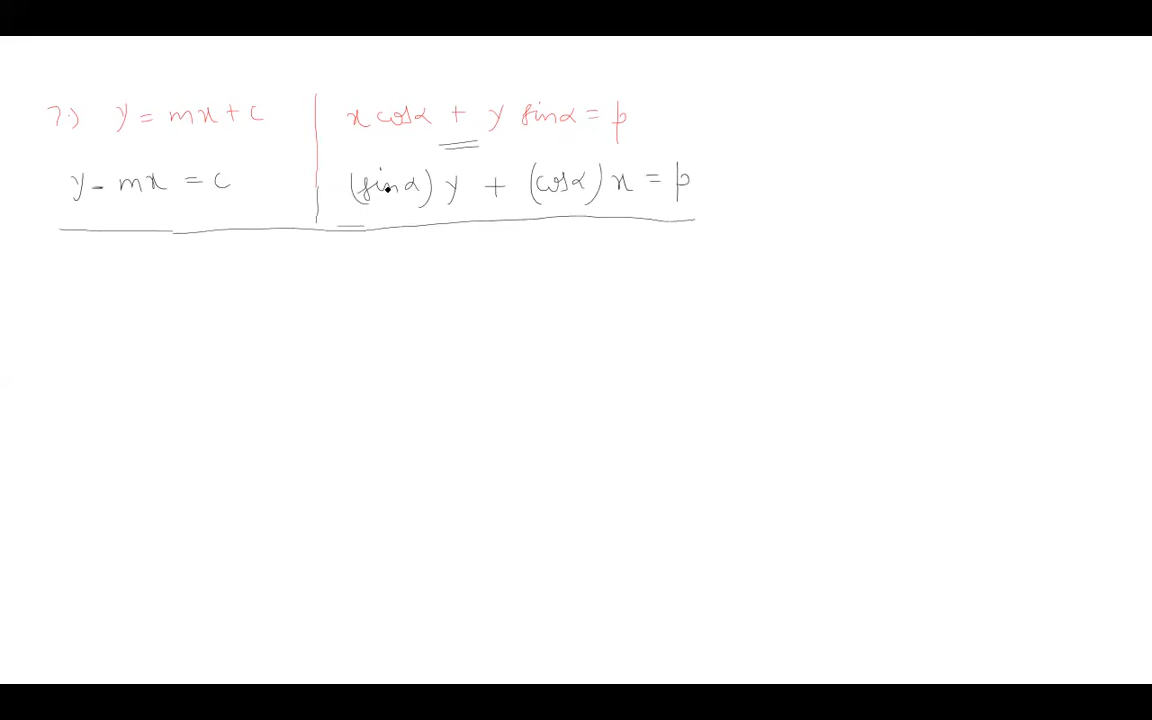 7.) y = mx + c | x cosα + y sinα = p
y - mx = c | (sinα) y + (cosα) x = p